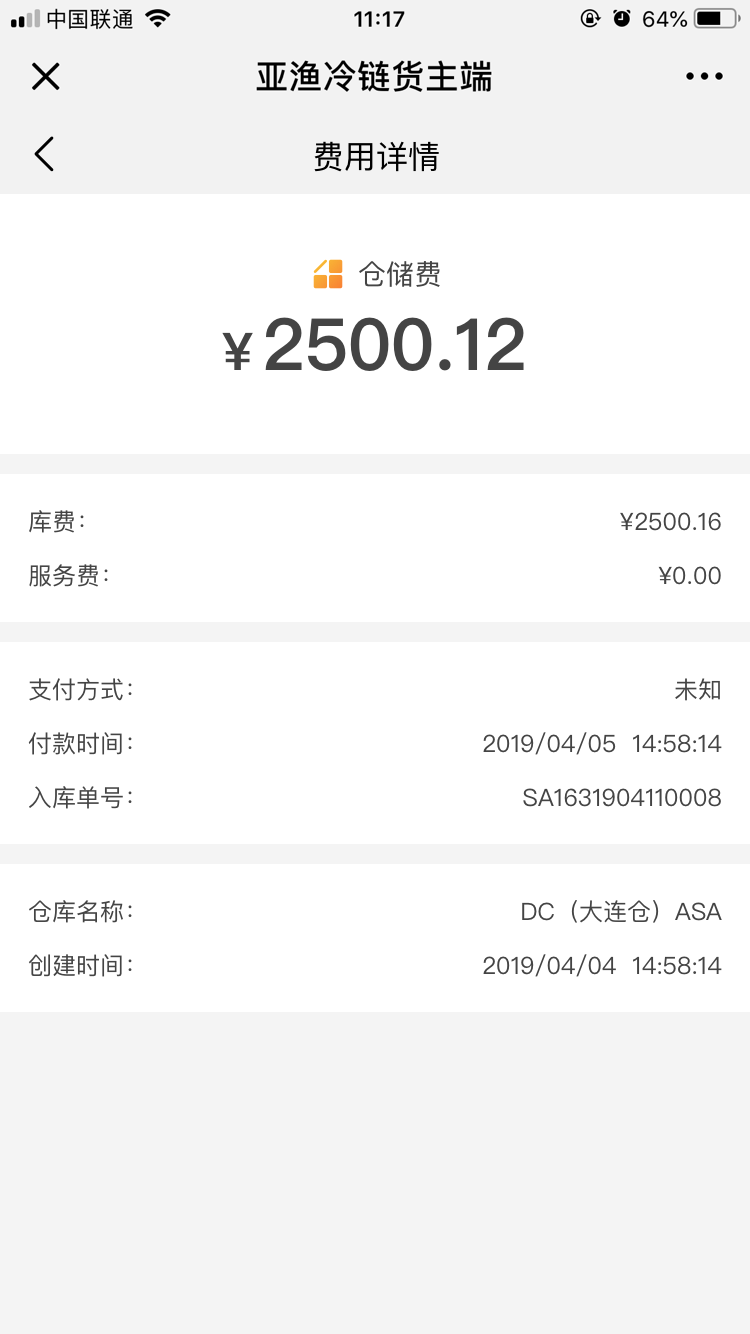 中国联通 11:17 64%
亚渔冷链货主端
费用详情
仓储费
¥2500.12
库费: ¥2500.16
服务费: ¥0.00
支付方式: 未知
付款时间: 2019/04/05 14:58:14
入库单号: SA1631904110008
仓库名称: DC（大连仓）ASA
创建时间: 2019/04/04 14:58:14